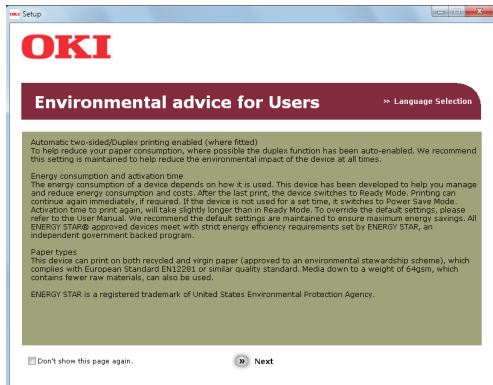 OKI Setup
OKI
Environmental advice for Users
» Language Selection
Automatic two-sided/Duplex printing enabled (where fitted)
To help reduce your paper consumption, where possible the duplex function has been auto-enabled. We recommend
this setting is maintained to help reduce the environmental impact of the device at all times.
Energy consumption and activation time
The energy consumption of a device depends on how it is used. This device has been developed to help you manage
and reduce energy consumption and costs. After the last print, the device switches to Ready Mode. Printing can
continue again immediately, if required. If the device is not used for a set time, it switches to Power Save Mode.
Activation time to print again, will take slightly longer than in Ready Mode. To override the default settings, please
refer to the User Manual. We recommend the default settings are maintained to ensure maximum energy savings. All
ENERGY STAR® approved devices meet with strict energy efficiency requirements set by ENERGY STAR, an
independent government backed program.
Paper types
This device can print on both recycled and virgin paper (approved to an environmental stewardship scheme), which
complies with European Standard EN12281 or similar quality standard. Media down to a weight of 64gsm, which
contains fewer raw materials, can also be used.
ENERGY STAR is a registered trademark of United States Environmental Protection Agency.
Don't show this page again.
» Next